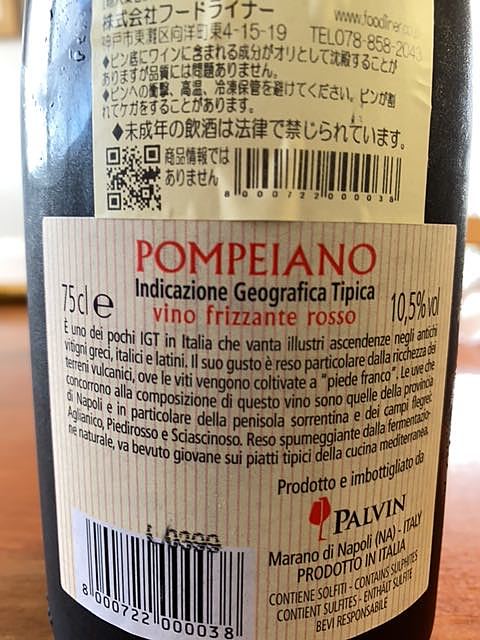 株式会社フードライナー www.foodliner.co.jp
神戸市東灘区向洋町東4-15-19 TEL078-858-2043
◆ビン底にワインに含まれる成分がオリとして沈殿することが
ありますが品質には問題ありません。
◆ビンへの衝撃、高温、冷凍保管を避けてください。ビンが割
れてケガをすることがあります。
◆未成年の飲酒は法律で禁じられています。
商品情報では
ありません
8 000722 000038
POMPEIANO
75cl e Indicazione Geografica Tipica 10,5% vol
vino frizzante rosso
È uno dei pochi IGT in Italia che vanta illustri ascendenze negli antichi
vitigni greci, italici e latini. Il suo gusto è reso particolare dalla ricchezza dei
terreni vulcanici, ove le viti vengono coltivate a "piede franco". Le uve che
concorrono alla composizione di questo vino sono quelle della provincia
di Napoli e in particolare della penisola sorrentina e dei campi flegrei:
Aglianico, Piedirosso e Sciascinoso. Reso spumeggiante dalla fermentazio-
ne naturale, va bevuto giovane sui piatti tipici della cucina mediterranea.
Prodotto e imbottigliato da
PALVIN
Marano di Napoli (NA) - ITALY
PRODOTTO IN ITALIA
CONTIENE SOLFITI - CONTAINS SULPHITES
CONTIENT SULFITES - ENTHÄLT SULFITE
BEVI RESPONSABILE
8 000722 000038